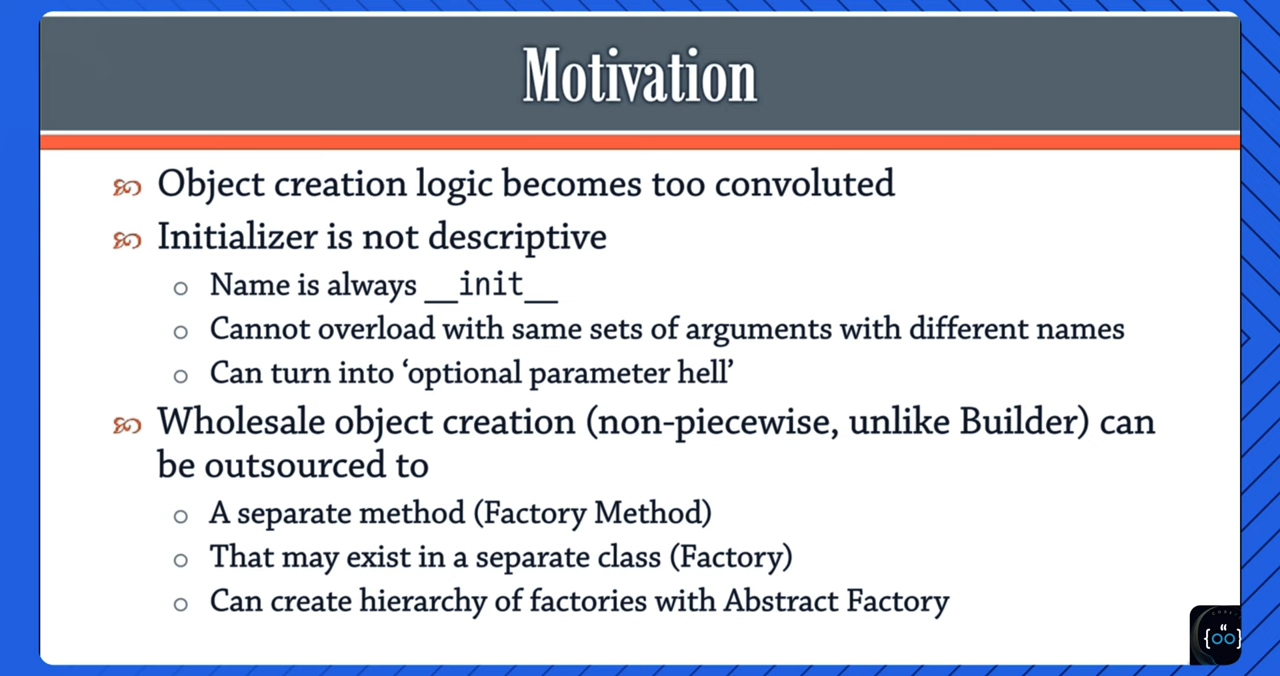 Motivation
Object creation logic becomes too convoluted
Initializer is not descriptive
Name is always __init__
Cannot overload with same sets of arguments with different names
Can turn into ‘optional parameter hell’
Wholesale object creation (non-piecewise, unlike Builder) can
be outsourced to
A separate method (Factory Method)
That may exist in a separate class (Factory)
Can create hierarchy of factories with Abstract Factory